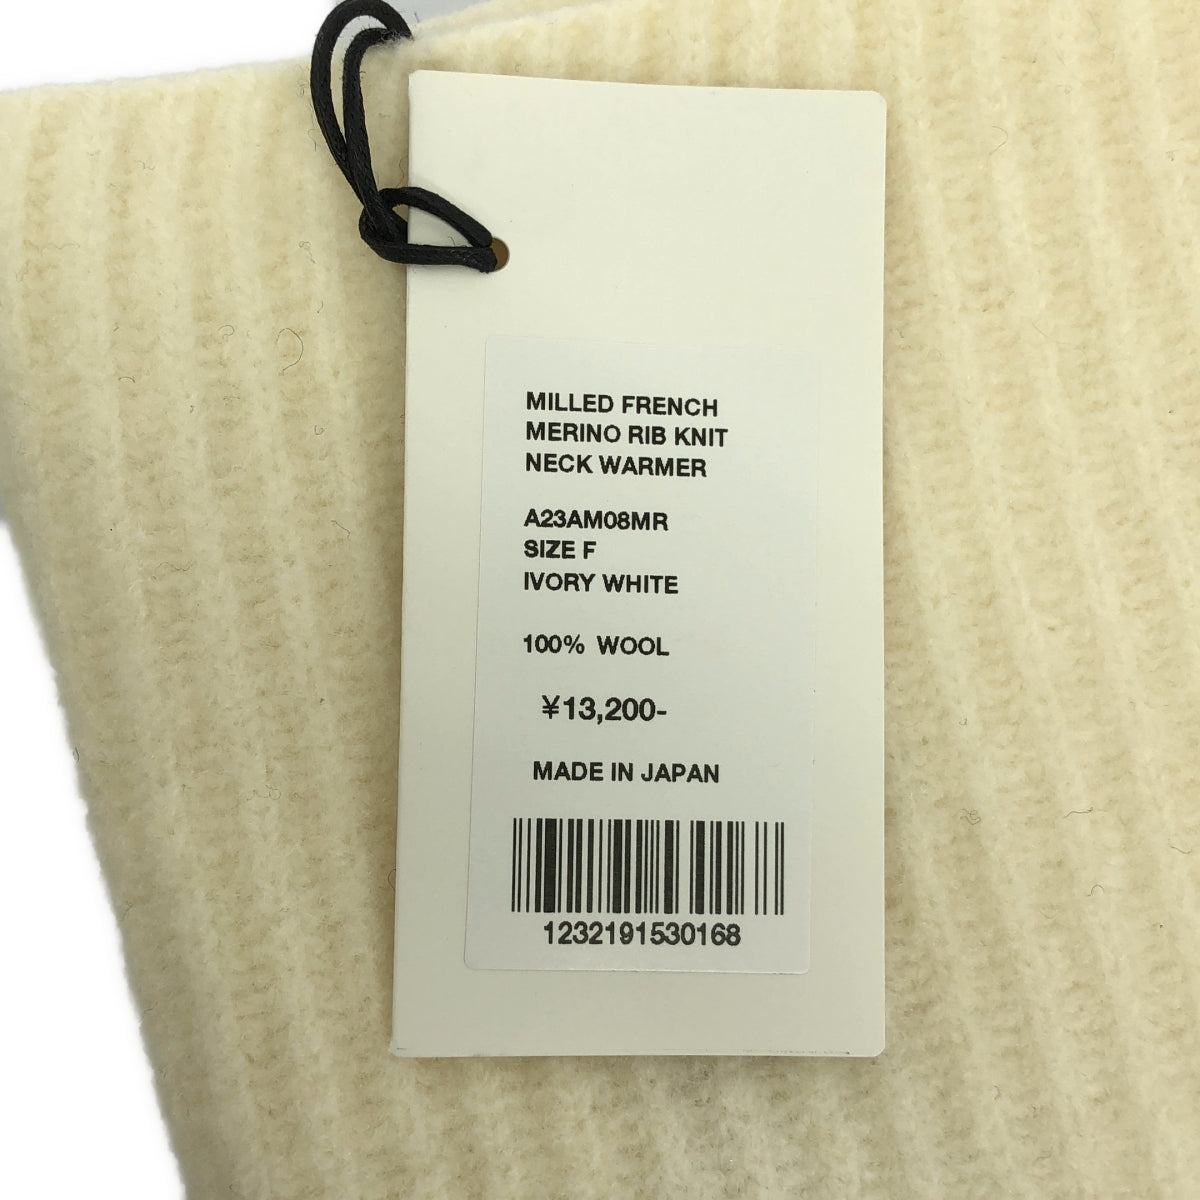 MILLED FRENCH
MERINO RIB KNIT
NECK WARMER
A23AM08MR
SIZE F
IVORY WHITE
100% WOOL
¥13,200-
MADE IN JAPAN
1232191530168